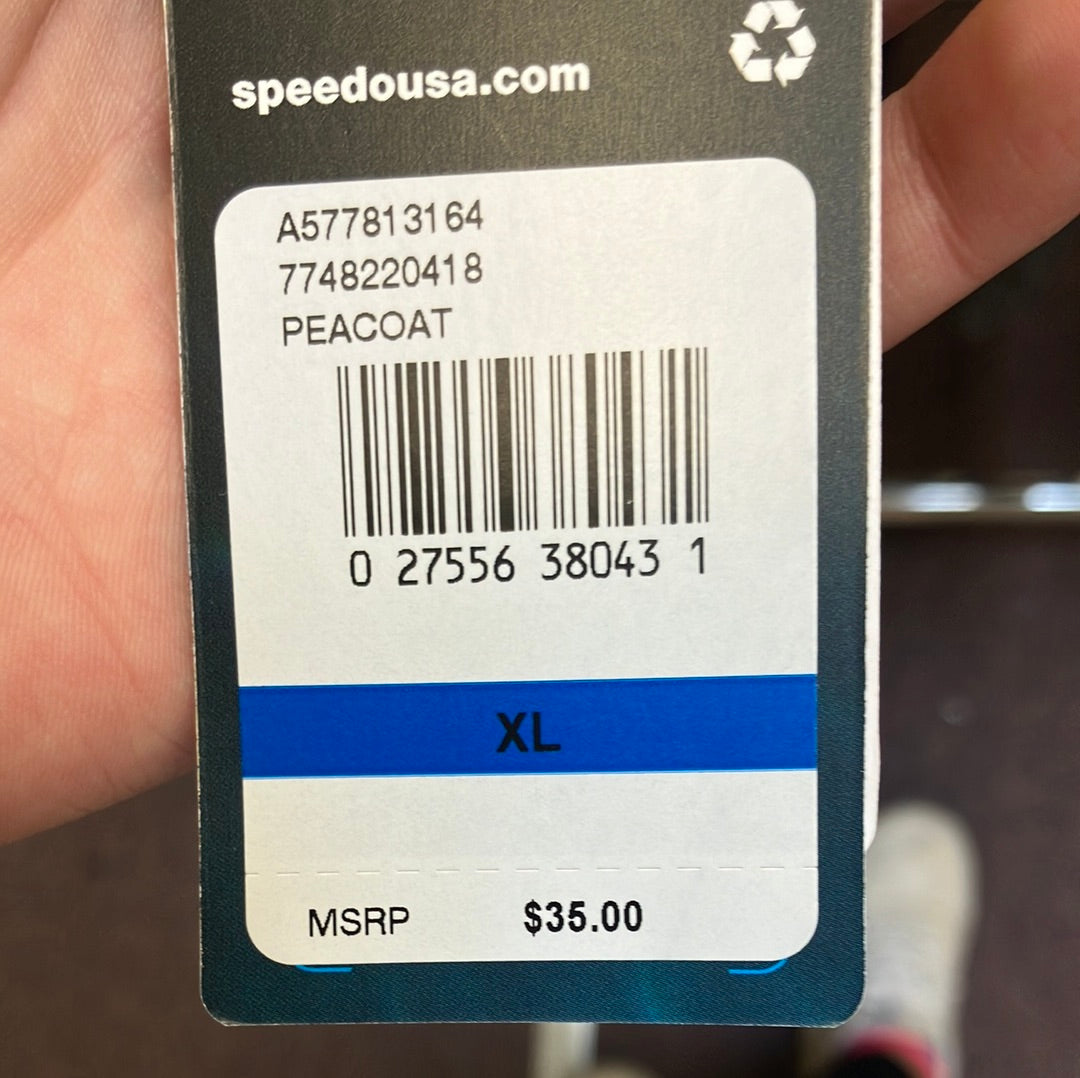 speedousa.com
A577813164
7748220418
PEACOAT
0 27556 38043 1
XL
MSRP $35.00